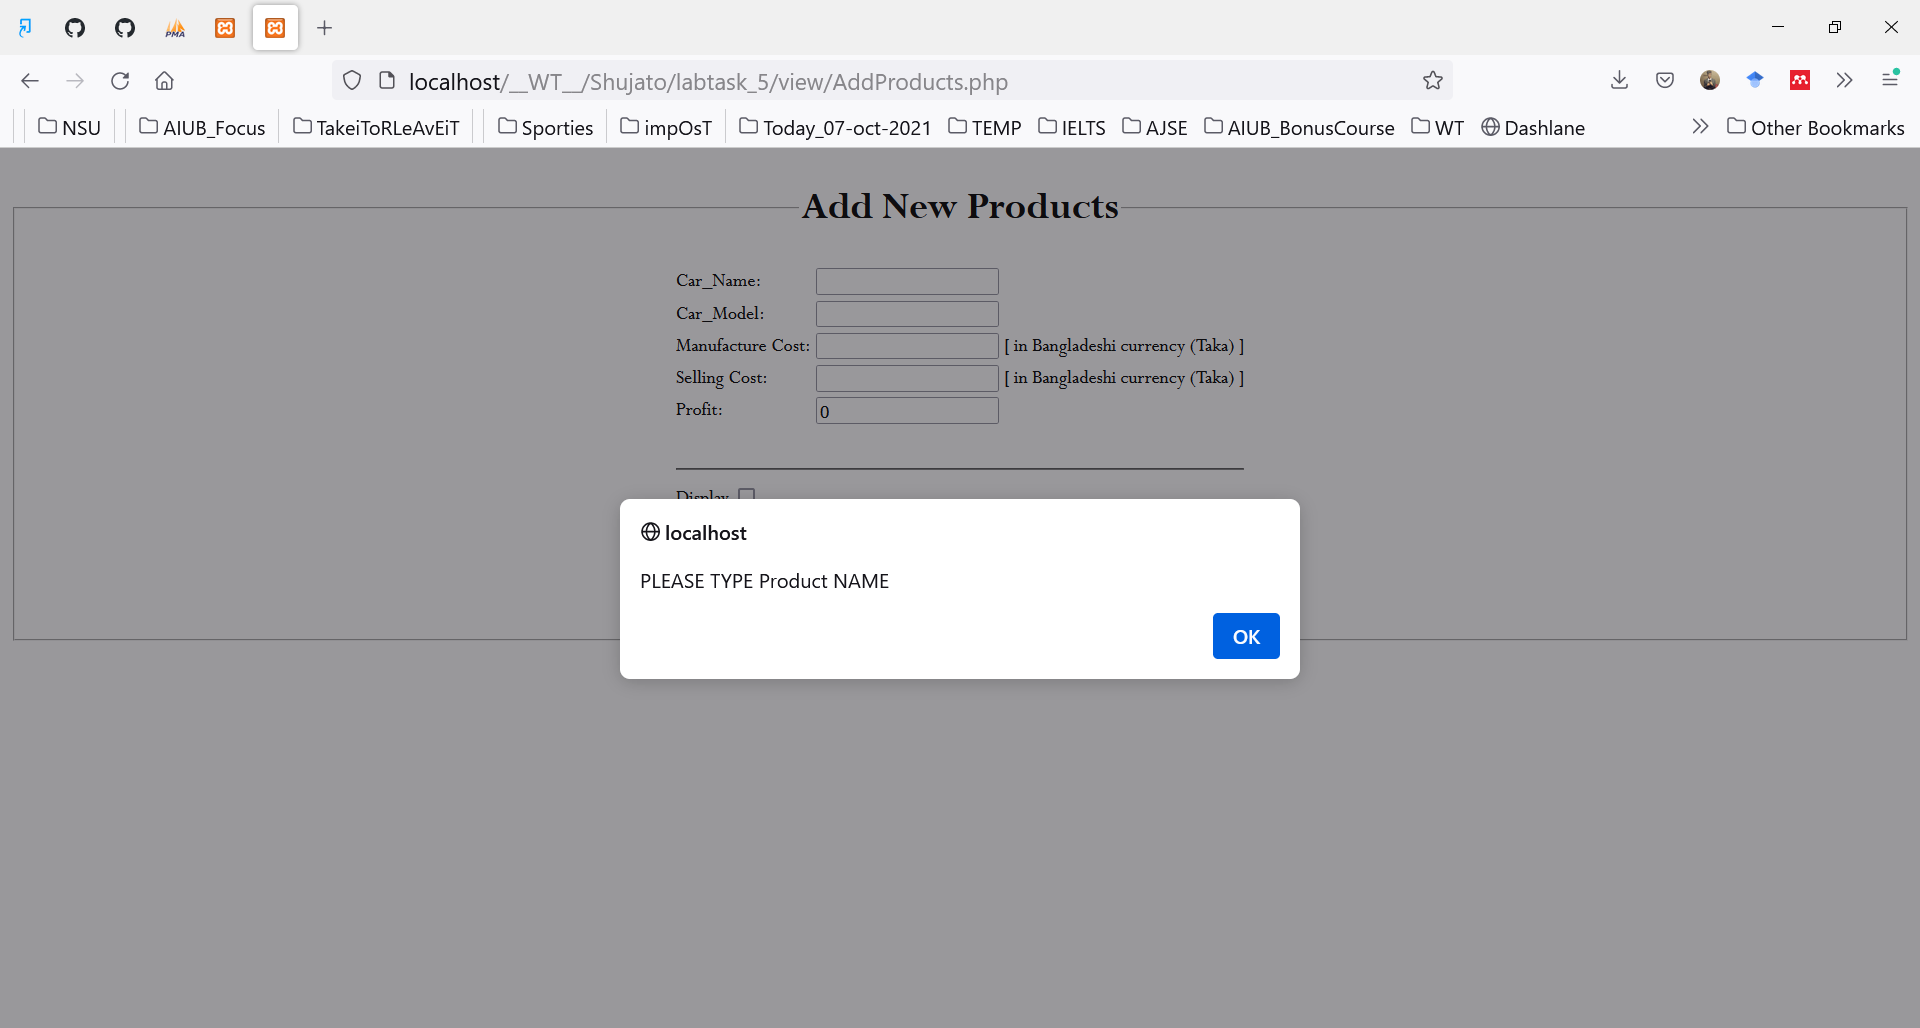 PMA
localhost/__WT__/Shujato/labtask_5/view/AddProducts.php
NSU AIUB_Focus TakeiToRLeAvEiT Sporties impOsT Today_07-oct-2021 TEMP IELTS AJSE AIUB_BonusCourse WT Dashlane Other Bookmarks
Add New Products
Car_Name:
Car_Model:
Manufacture Cost: [ in Bangladeshi currency (Taka) ]
Selling Cost: [ in Bangladeshi currency (Taka) ]
Profit: 0
Display
localhost
PLEASE TYPE Product NAME
OK